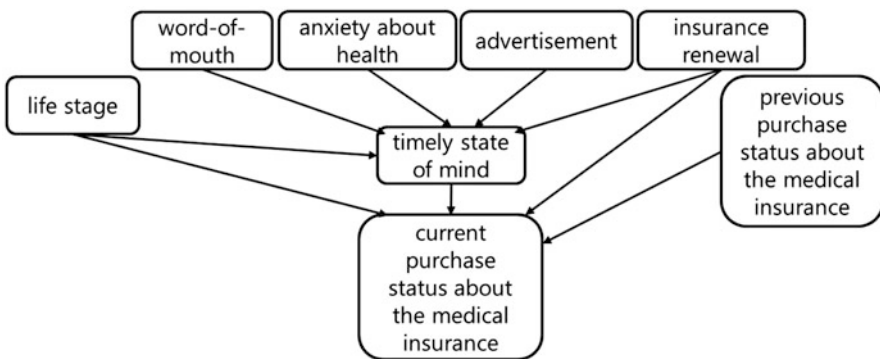 word-of-
mouth
anxiety about
health
advertisement
insurance
renewal
life stage
previous
purchase
status about
the medical
insurance
timely state
of mind
current
purchase
status about
the medical
insurance